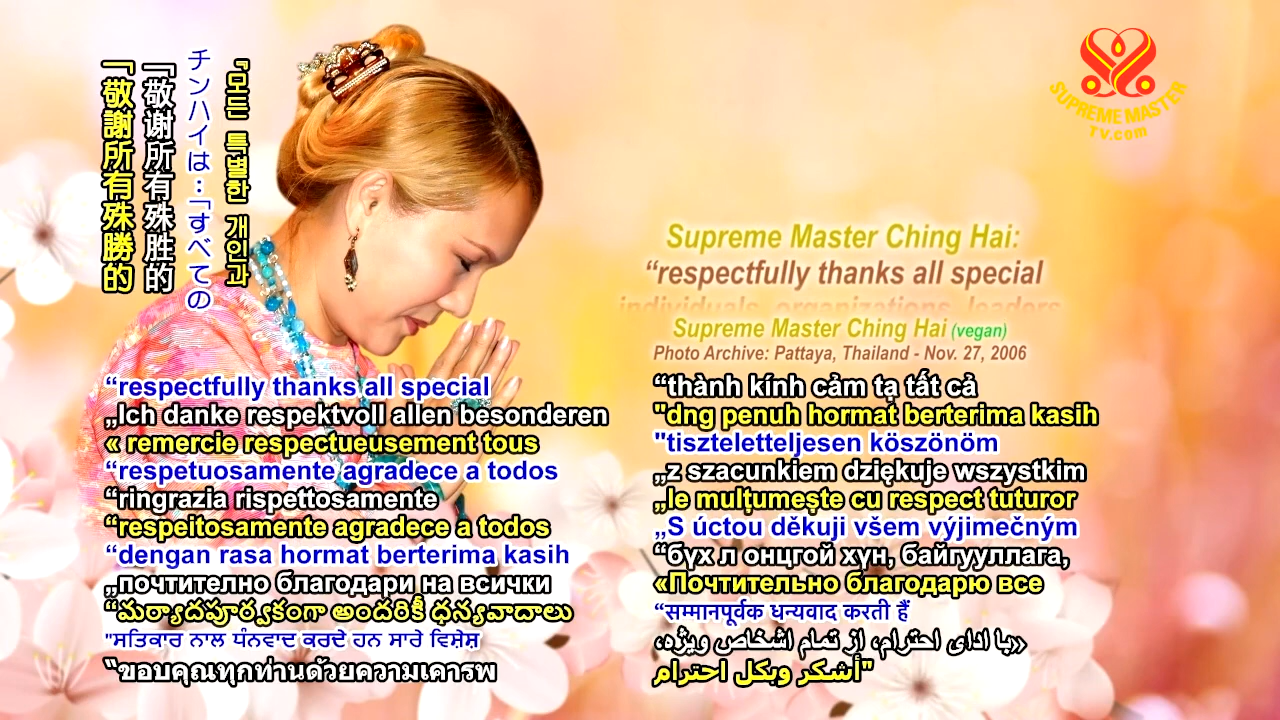 「敬謝所有殊勝的
「敬谢所有殊胜的
チンハイは：「すべての
『모든 특별한 개인과
SUPREME MASTER
TV.com
Supreme Master Ching Hai:
“respectfully thanks all special
individuals, organizations, leaders
Supreme Master Ching Hai (vegan)
Photo Archive: Pattaya, Thailand - Nov. 27, 2006
“respectfully thanks all special
„Ich danke respektvoll allen besonderen
« remercie respectueusement tous
“respetuosamente agradece a todos
“ringrazia rispettosamente
“respeitosamente agradece a todos
“dengan rasa hormat berterima kasih
„почтително благодари на всички
“మర్యాదపూర్వకంగా అందరికీ ధన్యవాదాలు
"ਸਤਿਕਾਰ ਨਾਲ ਧੰਨਵਾਦ ਕਰਦੇ ਹਨ ਸਾਰੇ ਵਿਸ਼ੇਸ਼
“ขอบคุณทุกท่านด้วยความเคารพ
“thành kính cảm tạ tất cả
"dng penuh hormat berterima kasih
"tiszteletteljesen köszönöm
„z szacunkiem dziękuje wszystkim
„le mulțumește cu respect tuturor
„S úctou děkuji všem výjimečným
“бүх л онцгой хүн, байгууллага,
«Почтительно благодарю все
“सम्मानपूर्वक धन्यवाद करती हैं
«با ادای احترام، از تمام اشخاص ویژه،
"أشكر وبكل احترام